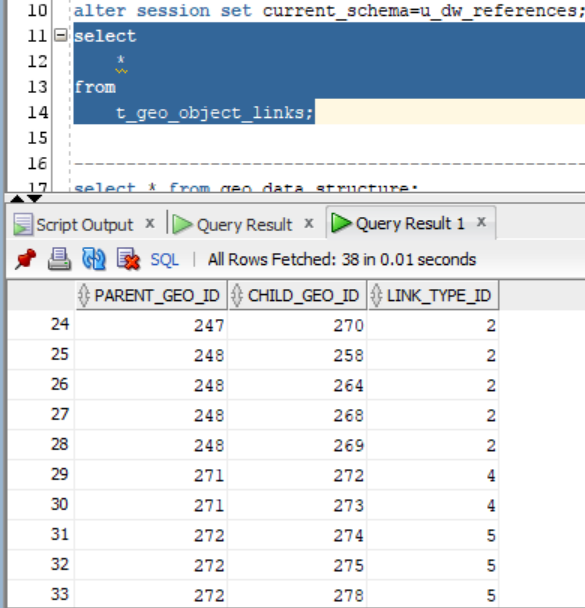 10 alter session set current_schema=u_dw_references;
11 select
12 *
13 from
14 t_geo_object_links;
15
16 --------------------------------------------------
17 select * from geo_data_structure;
Script Output x Query Result x Query Result 1 x
SQL | All Rows Fetched: 38 in 0.01 seconds
PARENT_GEO_ID CHILD_GEO_ID LINK_TYPE_ID
24 247 270 2
25 248 258 2
26 248 264 2
27 248 268 2
28 248 269 2
29 271 272 4
30 271 273 4
31 272 274 5
32 272 275 5
33 272 278 5